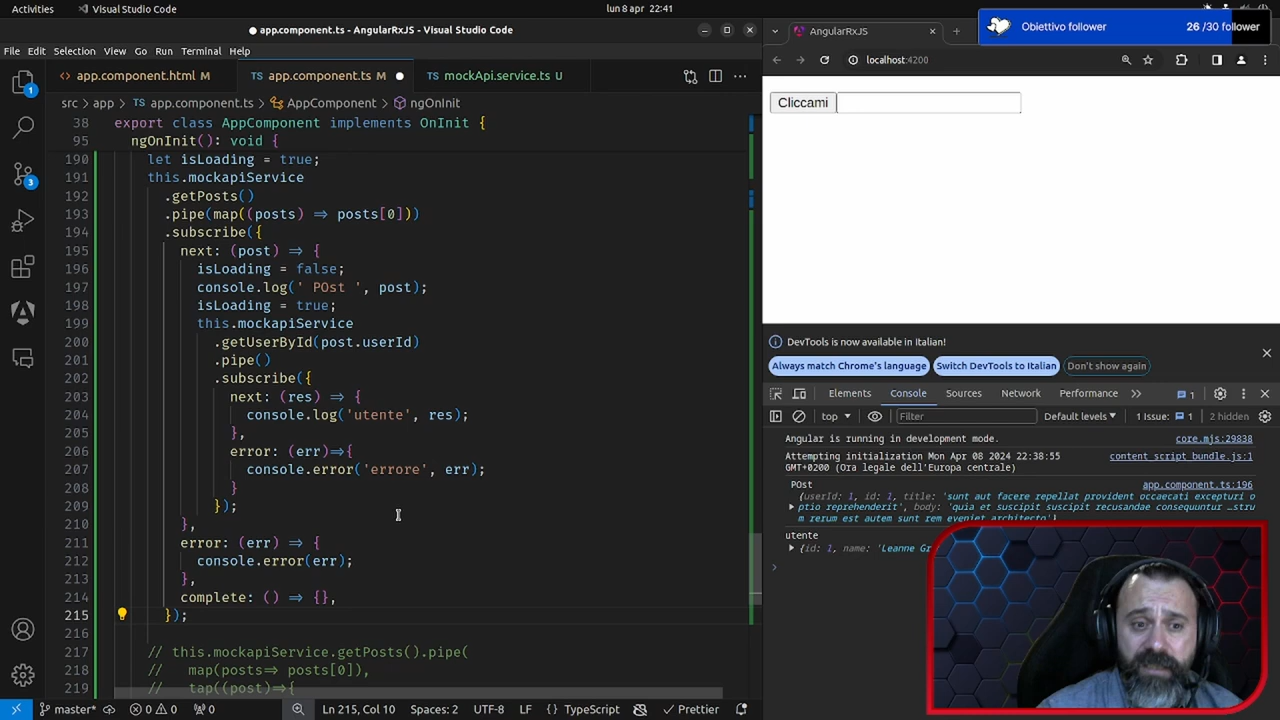 Activities
Visual Studio Code
lun 8 apr 22:41
app.component.ts - AngularRxJS - Visual Studio Code
File Edit Selection View Go Run Terminal Help
app.component.html M
TS app.component.ts M
TS mockApi.service.ts U
src > app > TS app.component.ts > AppComponent > ngOnInit
38 export class AppComponent implements OnInit {
95 ngOnInit(): void {
190 let isLoading = true;
191 this.mockapiService
192 .getPosts()
193 .pipe(map((posts) => posts[0]))
194 .subscribe({
195 next: (post) => {
196 isLoading = false;
197 console.log(' POst ', post);
198 isLoading = true;
199 this.mockapiService
200 .getUserById(post.userId)
201 .pipe()
202 .subscribe({
203 next: (res) => {
204 console.log('utente', res);
205 },
206 error: (err)=>{
207 console.error('errore', err);
208 }
209 });
210 },
211 error: (err) => {
212 console.error(err);
213 },
214 complete: () => {},
215 });
216
217 // this.mockapiService.getPosts().pipe(
218 // map(posts=> posts[0]),
219 // tap((post)=>{
1
3
master* 0 0 0 Ln 215, Col 10 Spaces: 2 UTF-8 LF {} TypeScript Prettier
Obiettivo follower 26 /30 follower
AngularRxJS
localhost:4200
Cliccami
DevTools is now available in Italian!
Always match Chrome's language Switch DevTools to Italian Don't show again
Elements Console Sources Network Performance 1
top Filter Default levels 1 Issue: 1 2 hidden
Angular is running in development mode. core.mjs:29838
Attempting initialization Mon Apr 08 2024 22:38:55 content script bundle.js:1
GMT+0200 (Ora legale dell'Europa centrale)
POst app.component.ts:196
{userId: 1, id: 1, title: 'sunt aut facere repellat provident occaecati excepturi o
ptio reprehenderit', body: 'quia et suscipit suscipit recusandae consequuntur …strum
rerum est autem sunt rem eveniet architecto'}
utente
{id: 1, name: 'Leanne Gr